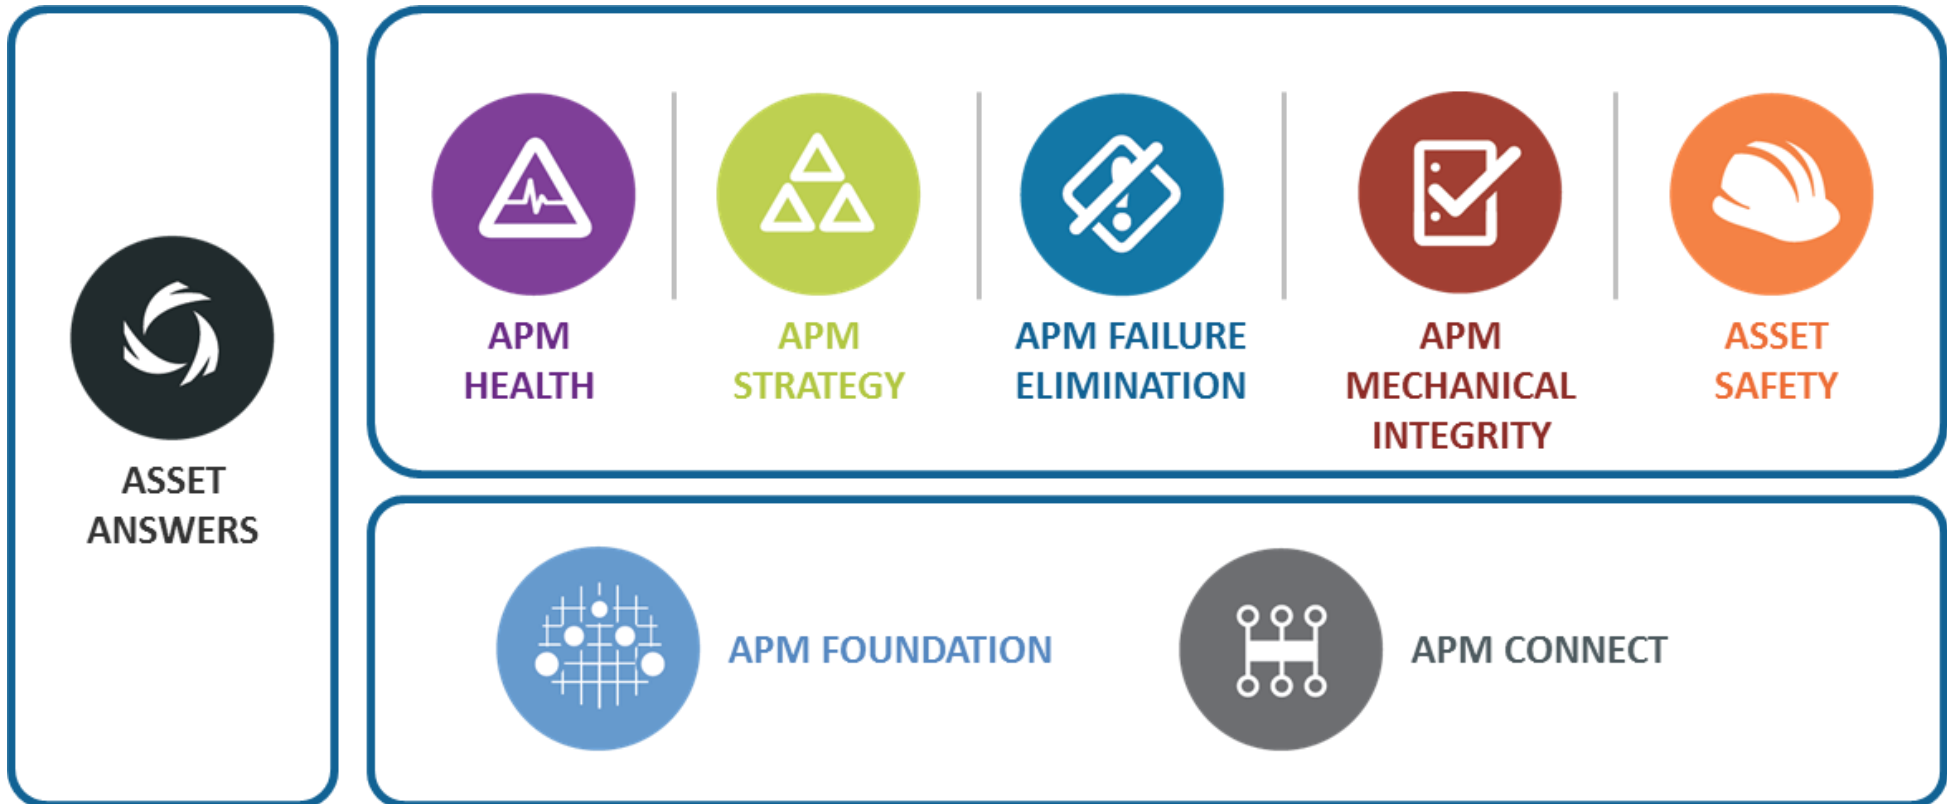 ASSET
ANSWERS
APM
HEALTH
APM
STRATEGY
APM FAILURE
ELIMINATION
APM
MECHANICAL
INTEGRITY
ASSET
SAFETY
APM FOUNDATION
APM CONNECT